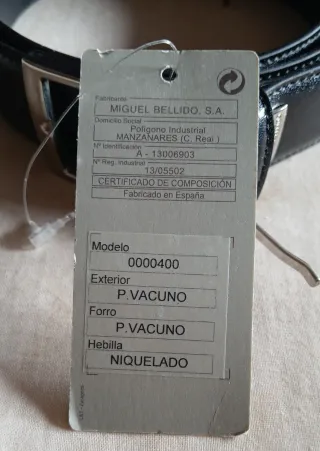 Fabricante
MIGUEL BELLIDO, S.A.
Domicilio Social
Polígono Industrial
MANZANARES (C. Real)
Nº Identificación
A - 13006903
Nº Reg. Industrial
13/05502
CERTIFICADO DE COMPOSICIÓN
Fabricado en España
Modelo
0000400
Exterior
P.VACUNO
Forro
P.VACUNO
Hebilla
NIQUELADO